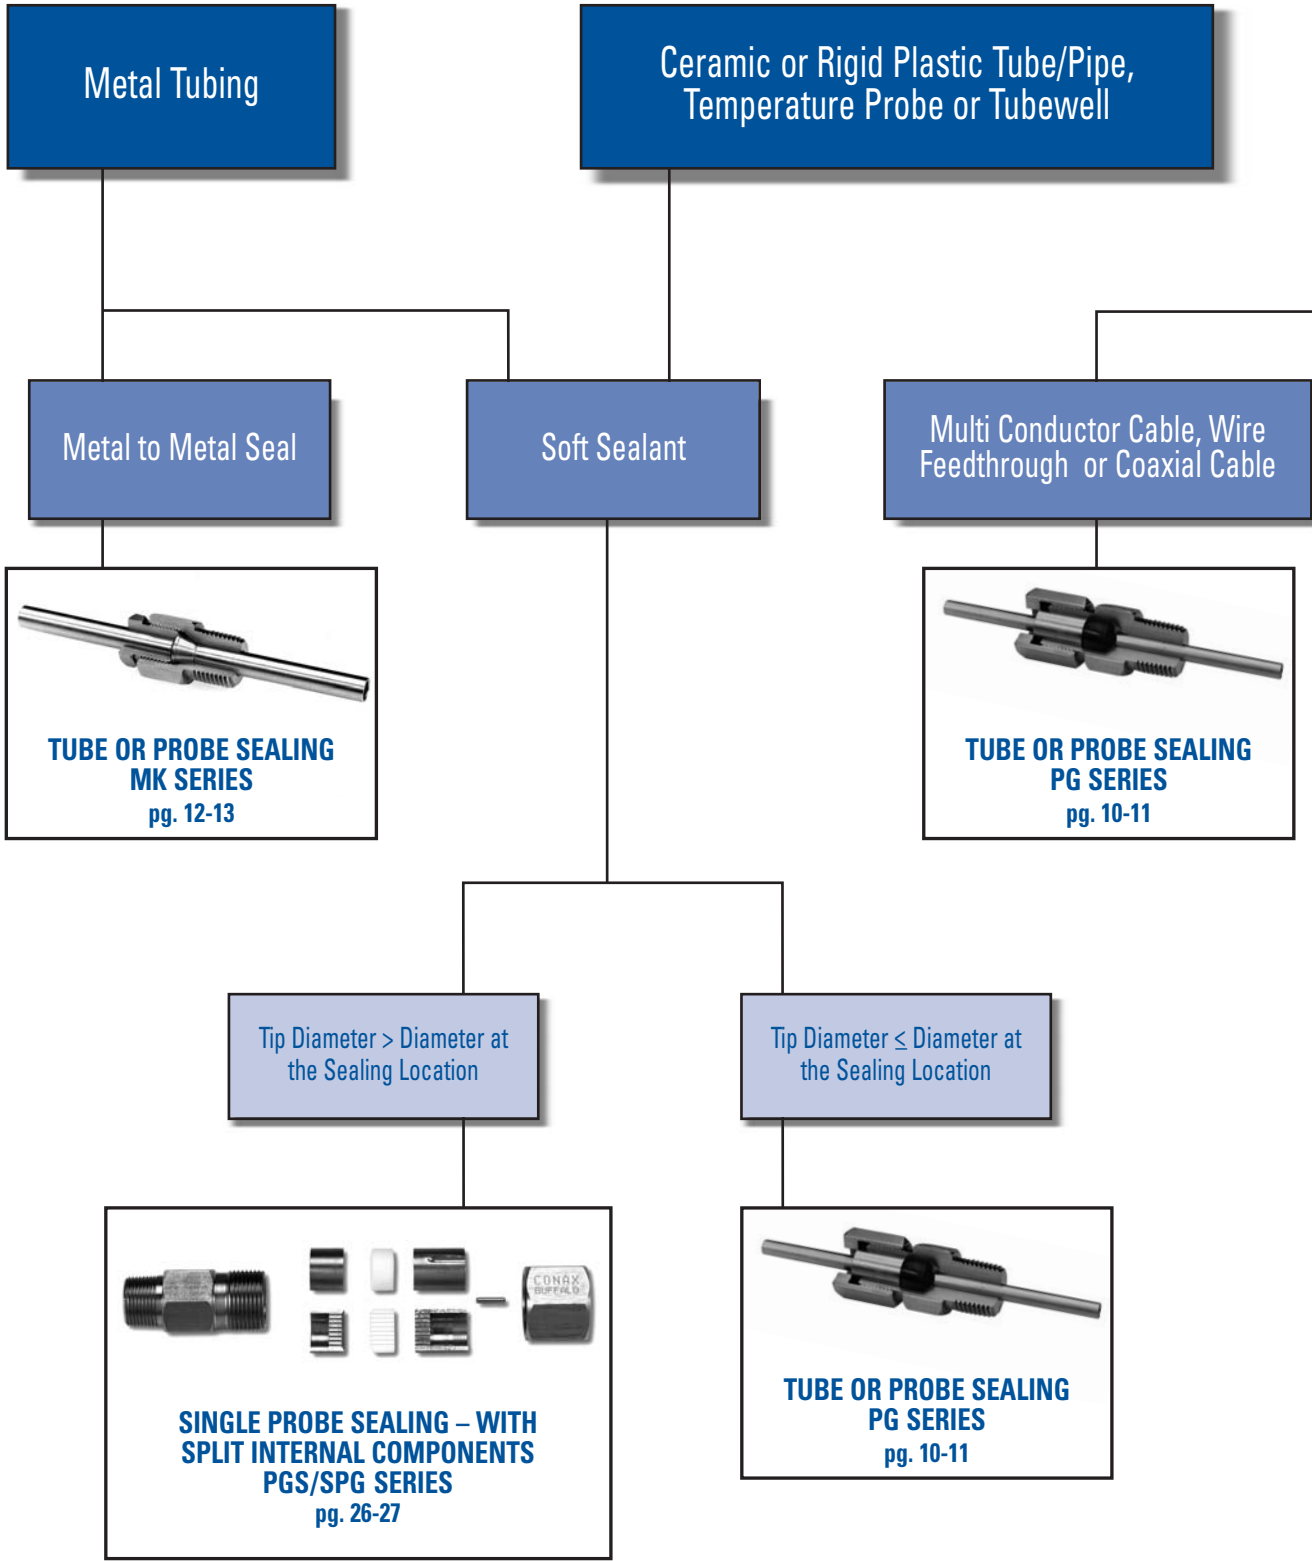 Metal Tubing
Ceramic or Rigid Plastic Tube/Pipe,
Temperature Probe or Tubewell
Metal to Metal Seal
Soft Sealant
Multi Conductor Cable, Wire
Feedthrough or Coaxial Cable
TUBE OR PROBE SEALING
MK SERIES
pg. 12-13
TUBE OR PROBE SEALING
PG SERIES
pg. 10-11
Tip Diameter > Diameter at
the Sealing Location
Tip Diameter ≤ Diameter at
the Sealing Location
CONAX
BUFFALO
SINGLE PROBE SEALING – WITH
SPLIT INTERNAL COMPONENTS
PGS/SPG SERIES
pg. 26-27
TUBE OR PROBE SEALING
PG SERIES
pg. 10-11